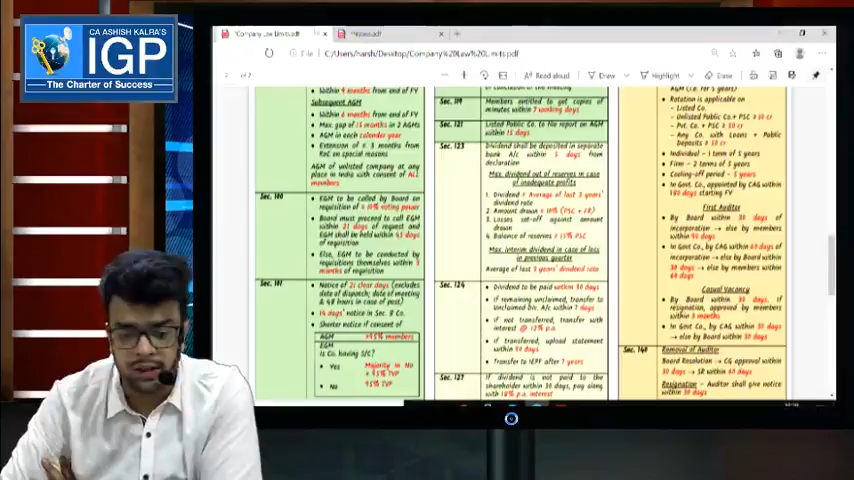 CA ASHISH KALRA'S
IGP
The Charter of Success
*Company Law Limits.pdf
*Notes.pdf
File
C:/Users/harsh/Desktop/Company%20Law%20Limits.pdf
2 of 7
Read aloud
Draw
Highlight
Erase
Within 9 months from end of FY
Subsequent AGM
Within 6 months from end of FY
Max. gap of 15 months in 2 AGMs
AGM in each calender year
Extension of ≤ 3 months from RoC on special reasons
AGM of unlisted company at any
place in India with consent of ALL
members
Sec. 100
EGM to be called by Board on
requisition of ≥ 10% voting power
Board must proceed to call EGM
within 21 days of request and
EGM shall be held within 45 days
of requisition
Else, EGM to be conducted by
requisitions themselves within 3
months of requisition
Sec. 101
Notice of 21 clear days (excludes
date of dispatch, date of meeting
& 48 hours in case of post)
14 days' notice in Sec. 8 Co.
Shorter notice if consent of
AGM >95% members
EGM
Is Co. having S/C?
Yes Majority in No
+ 95% TVP
No 95% TVP
Sec. 119
Members entitled to get copies of
minutes within 7 working days
Sec. 121
Listed Public Co. to file report on AGM
within 15 days
Sec. 123
Dividend shall be deposited in separate
bank A/c within 5 days from
declaration
Max. dividend out of reserves in case of
inadequate profits
1. Dividend ≤ Average of last 3 years'
dividend rate
2. Amount drawn ≤ 10% (PSC + FR)
3. Losses set-off against amount
drawn
4. Balance of reserves ≥ 15% PSC
Max. interim dividend in case of loss
in previous quarter
Average of last 3 years' dividend rate
Sec. 124
Dividend to be paid within 30 days
if remaining unclaimed, transfer to
Unclaimed Div. A/c within 7 days
if not transferred, transfer with
interest @ 12% p.a.
if transferred, upload statement
within 90 days
Transfer to IEPF after 7 years
Sec. 127
If dividend is not paid to the
shareholder within 30 days, pay along
with 18% p.a. interest
AGM (i.e. for 5 years)
Rotation is applicable on
Listed Co.
Unlisted Public Co. + PSC ≥ 10 cr
Pvt. Co. + PSC ≥ 50 cr
Any Co. with Loans + Public
Deposits ≥ 50 cr
Individual - 1 term of 5 years
Firm - 2 terms of 5 years
Cooling-off period - 5 years
In Govt Co., appointed by CAG within
180 days starting FY
First Auditor
By Board within 30 days of
incorporation → else by members
within 90 days
In Govt Co, by CAG within 60 days of
incorporation → else by Board within
30 days → else by members within
60 days
Casual Vacancy
By Board within 30 days, if
resignation, approved by members
within 3 months
In Govt Co, by CAG within 30 days
→ else by Board within 30 days
Sec. 140
Removal of Auditor
Board Resolution → CG approval within
30 days → SR within 60 days
Resignation - Auditor shall give notice
within 30 days